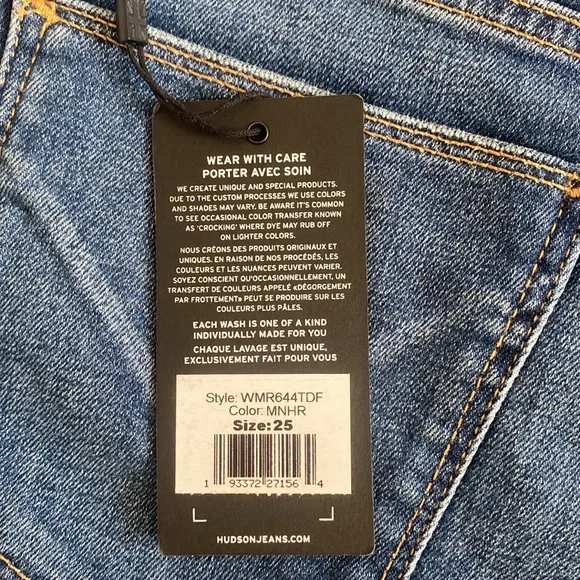 WEAR WITH CARE
PORTER AVEC SOIN
WE CREATE UNIQUE AND SPECIAL PRODUCTS.
DUE TO THE CUSTOM PROCESSES WE USE COLORS
AND SHADES MAY VARY. BE AWARE IT'S COMMON
TO SEE OCCASIONAL COLOR TRANSFER KNOWN
AS 'CROCKING' WHERE DYE MAY RUB OFF
ON LIGHTER COLORS.
NOUS CRÉONS DES PRODUITS ORIGINAUX ET
UNIQUES. EN RAISON DE NOS PROCÉDÉS, LES
COULEURS ET LES NUANCES PEUVENT VARIER.
SOYEZ CONSCIENT QU'OCCASIONNELLEMENT, UN
TRANSFERT DE COULEURS APPELÉ «DÉGORGEMENT
PAR FROTTEMENT» PEUT SE PRODUIRE SUR LES
COULEURS PLUS PÂLES.
EACH WASH IS ONE OF A KIND
INDIVIDUALLY MADE FOR YOU
CHAQUE LAVAGE EST UNIQUE,
EXCLUSIVEMENT FAIT POUR VOUS
Style: WMR644TDF
Color: MNHR
Size: 25
1 93372 27156 4
HUDSONJEANS.COM